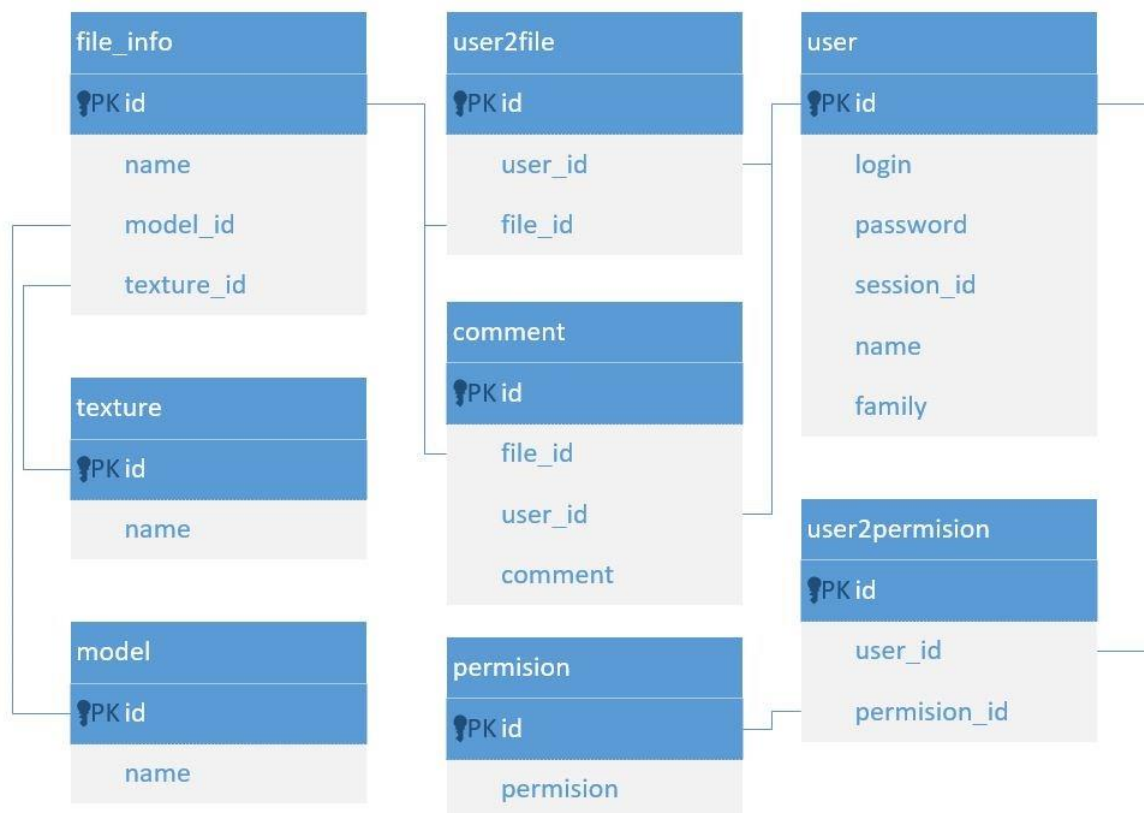 file_info
PK id
name
model_id
texture_id
texture
PK id
name
model
PK id
name
user2file
PK id
user_id
file_id
comment
PK id
file_id
user_id
comment
permision
PK id
permision
user
PK id
login
password
session_id
name
family
user2permision
PK id
user_id
permision_id